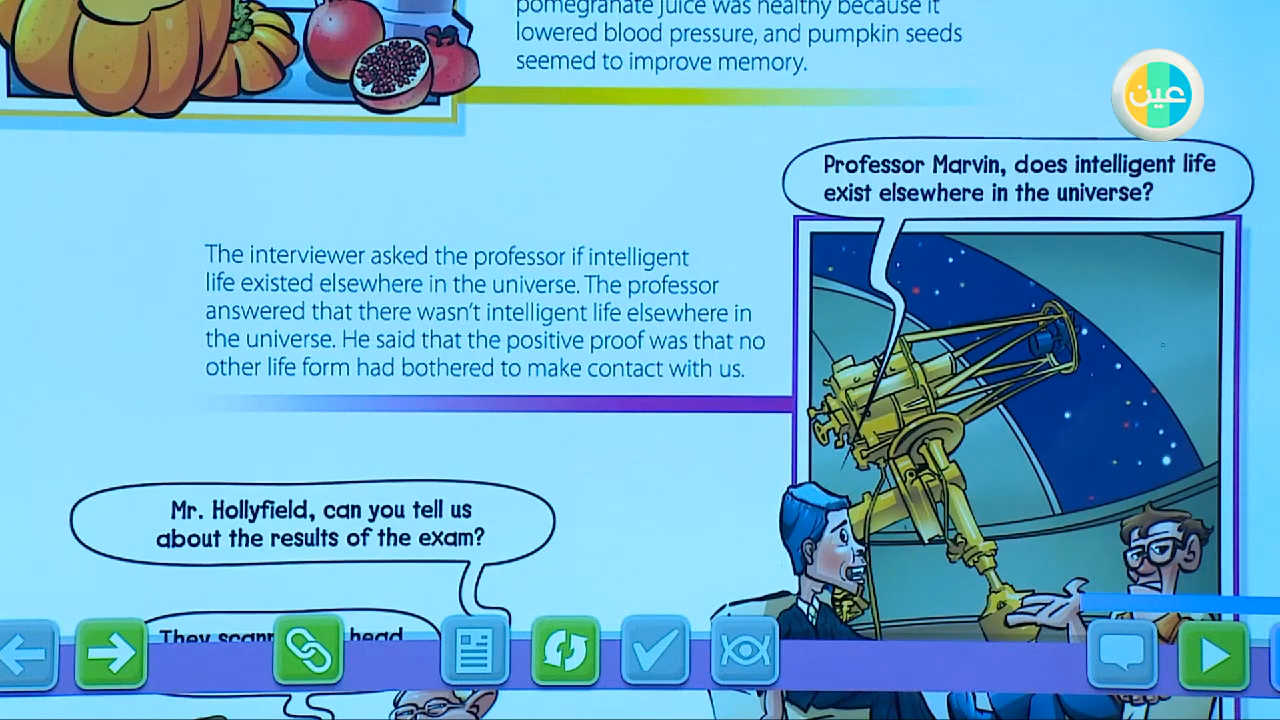 pomegranate juice was healthy because it
lowered blood pressure, and pumpkin seeds
seemed to improve memory.
عين
Professor Marvin, does intelligent life
exist elsewhere in the universe?
The interviewer asked the professor if intelligent
life existed elsewhere in the universe. The professor
answered that there wasn't intelligent life elsewhere in
the universe. He said that the positive proof was that no
other life form had bothered to make contact with us.
Mr. Hollyfield, can you tell us
about the results of the exam?
They head